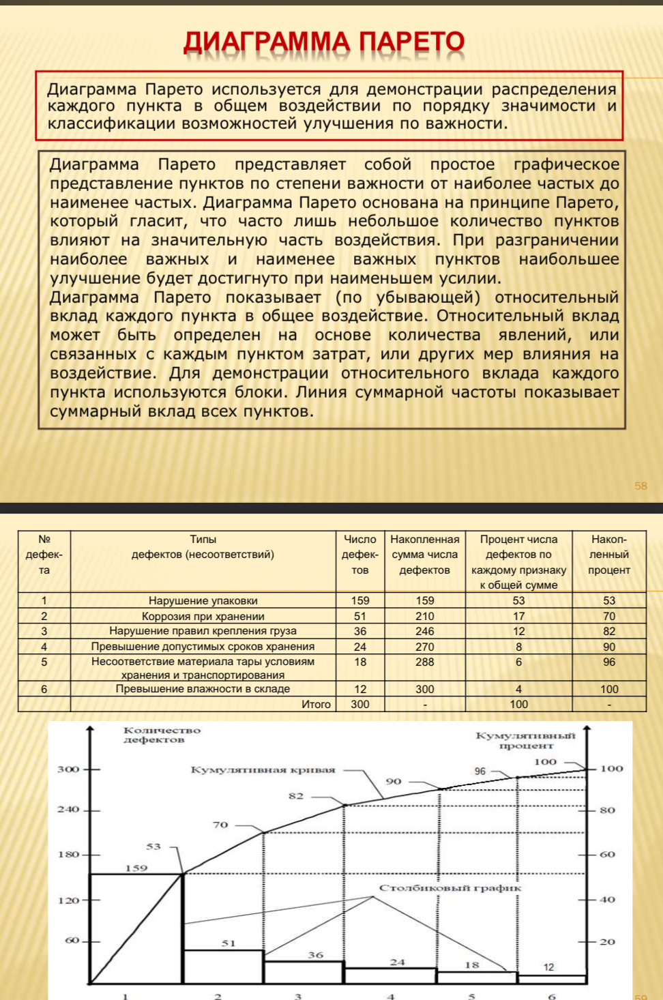 ДИАГРАММА ПАРЕТО
Диаграмма Парето используется для демонстрации распределения
каждого пункта в общем воздействии по порядку значимости и
классификации возможностей улучшения по важности.
Диаграмма Парето представляет собой простое графическое
представление пунктов по степени важности от наиболее частых до
наименее частых. Диаграмма Парето основана на принципе Парето,
который гласит, что часто лишь небольшое количество пунктов
влияют на значительную часть воздействия. При разграничении
наиболее важных и наименее важных пунктов наибольшее
улучшение будет достигнуто при наименьшем усилии.
Диаграмма Парето показывает (по убывающей) относительный
вклад каждого пункта в общее воздействие. Относительный вклад
может быть определен на основе количества явлений, или
связанных с каждым пунктом затрат, или других мер влияния на
воздействие. Для демонстрации относительного вклада каждого
пункта используются блоки. Линия суммарной частоты показывает
суммарный вклад всех пунктов.
58
№ Типы Число Накопленная Процент числа Накоп-
дефек- дефектов (несоответствий) дефек- сумма числа дефектов по ленный
та тов дефектов каждому признаку процент
к общей сумме
1 Нарушение упаковки 159 159 53 53
2 Коррозия при хранении 51 210 17 70
3 Нарушение правил крепления груза 36 246 12 82
4 Превышение допустимых сроков хранения 24 270 8 90
5 Несоответствие материала тары условиям 18 288 6 96
хранения и транспортирования
6 Превышение влажности в складе 12 300 4 100
Итого 300 - 100 -
Количество
дефектов
Кумулятивный
процент
100
300 Кумулятивная кривая 96 100
90
82
240 80
70
53
180 60
159
Столбиковый график
120 40
60 20
51
36
24
18
12
1 2 3 4 5 6
59